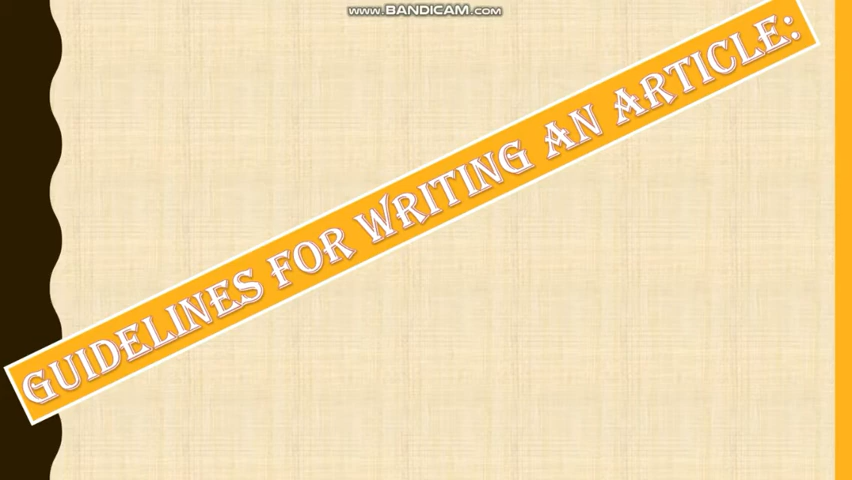 www.BANDICAM.com
GUIDELINES FOR WRITING AN ARTICLE: